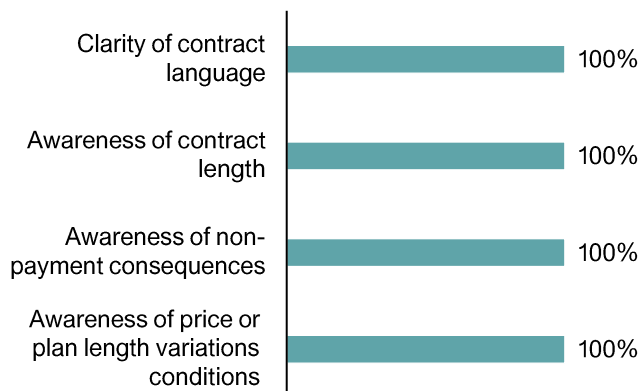 Clarity of contract
language
100%
Awareness of contract
length
100%
Awareness of non-
payment consequences
100%
Awareness of price or
plan length variations
conditions
100%